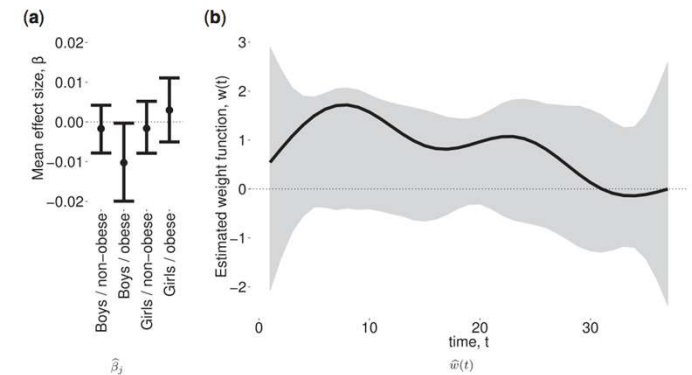 (a)
Mean effect size, β
0.02
0.01
0.00
−0.01
−0.02
Boys / non−obese
Boys / obese
Girls / non−obese
Girls / obese
β̂j
(b)
Estimated weight function, w(t)
3
2
1
0
−1
−2
0 10 20 30
time, t
ŵ(t)